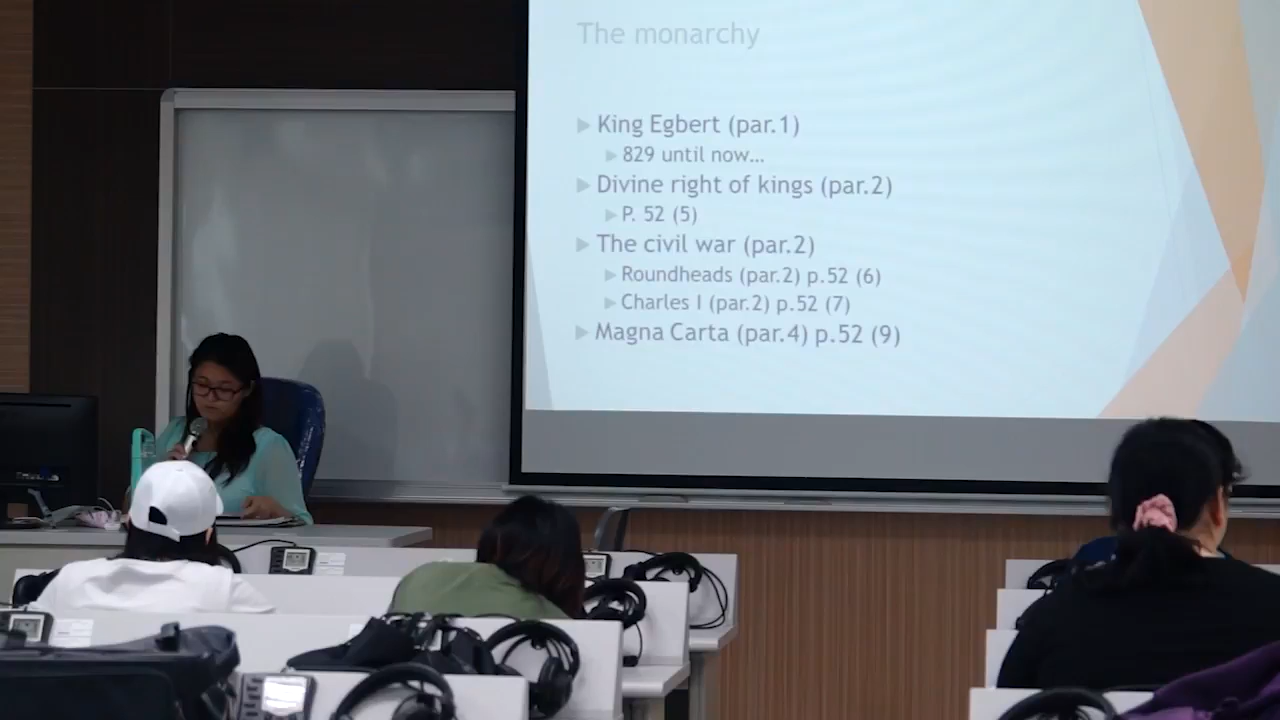 The monarchy
King Egbert (par.1)
829 until now...
Divine right of kings (par.2)
P. 52 (5)
The civil war (par.2)
Roundheads (par.2) p.52 (6)
Charles I (par.2) p.52 (7)
Magna Carta (par.4) p.52 (9)